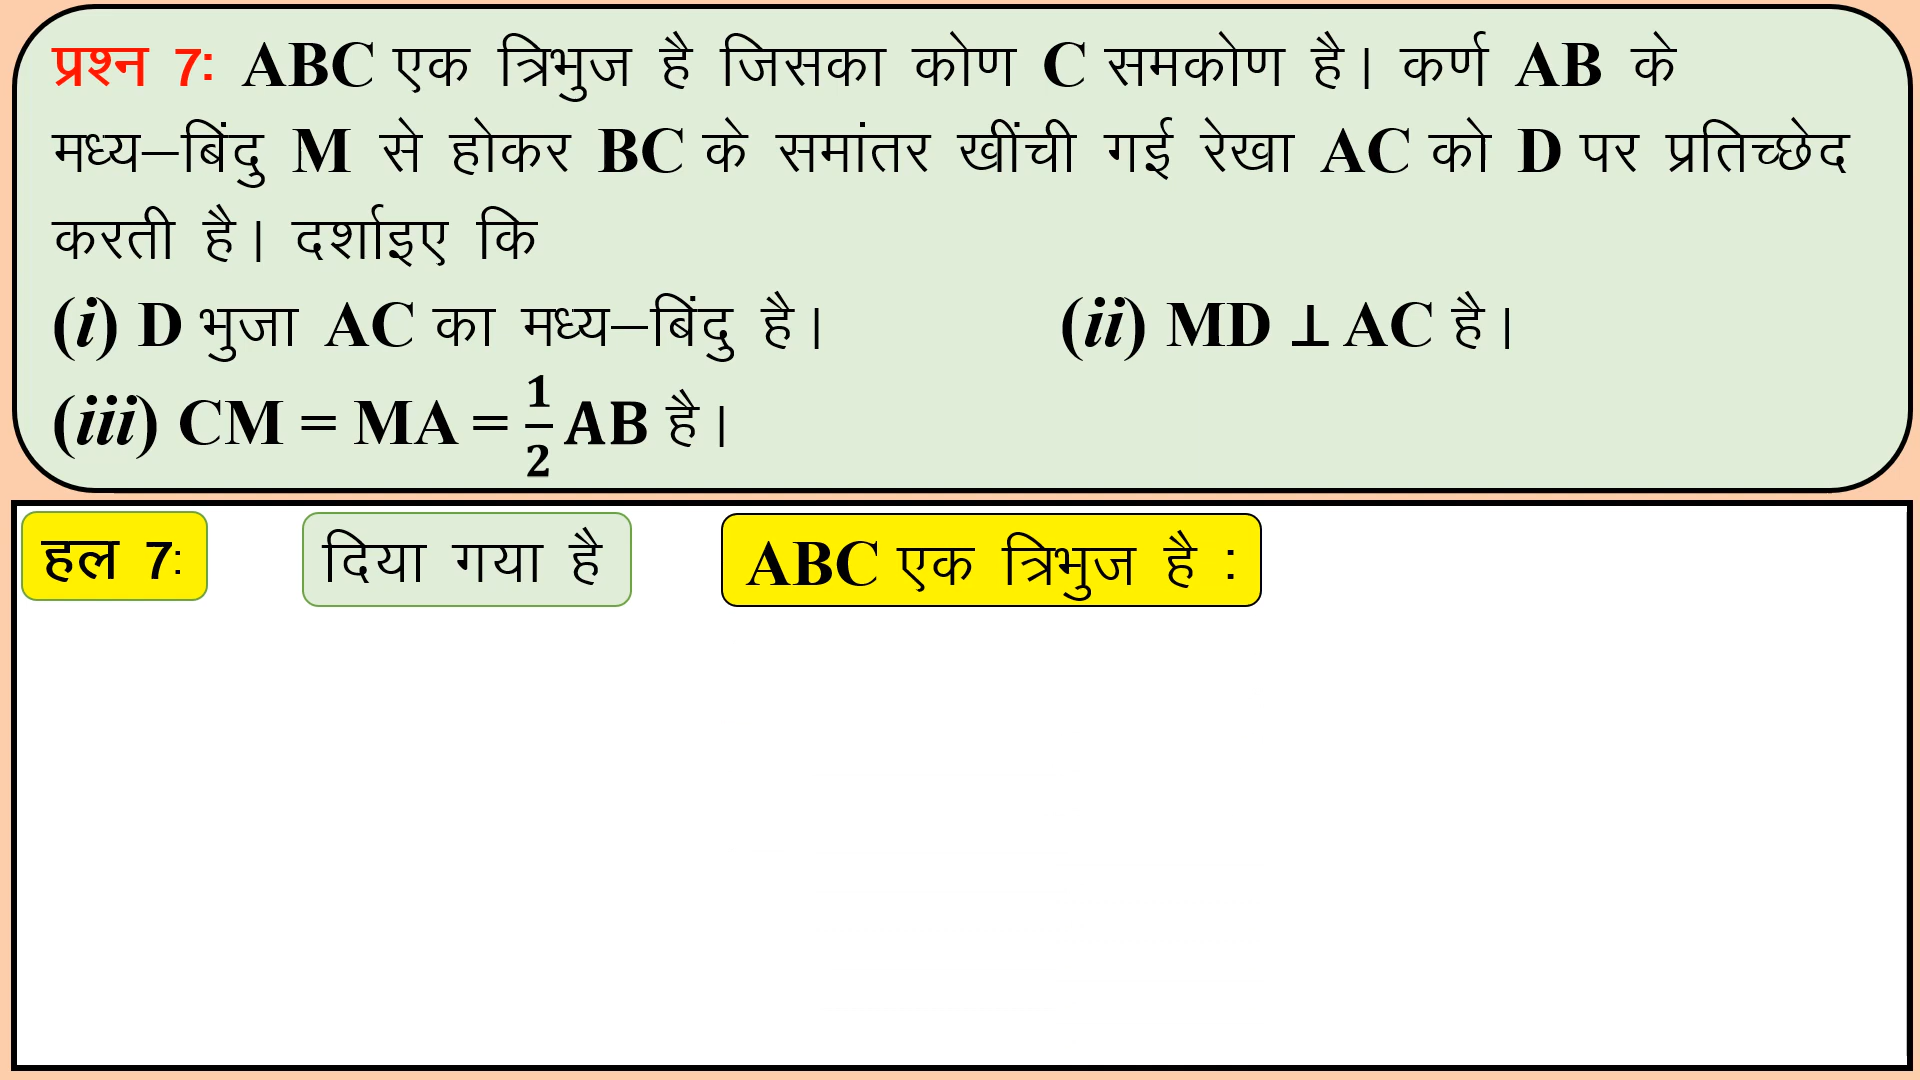 प्रश्न 7: ABC एक त्रिभुज है जिसका कोण C समकोण है। कर्ण AB के
मध्य–बिंदु M से होकर BC के समांतर खींची गई रेखा AC को D पर प्रतिच्छेद
करती है। दर्शाइए कि
(i) D भुजा AC का मध्य–बिंदु है। (ii) MD ⊥ AC है।
(iii) CM = MA = 1/2 AB है।
हल 7: दिया गया है ABC एक त्रिभुज है :